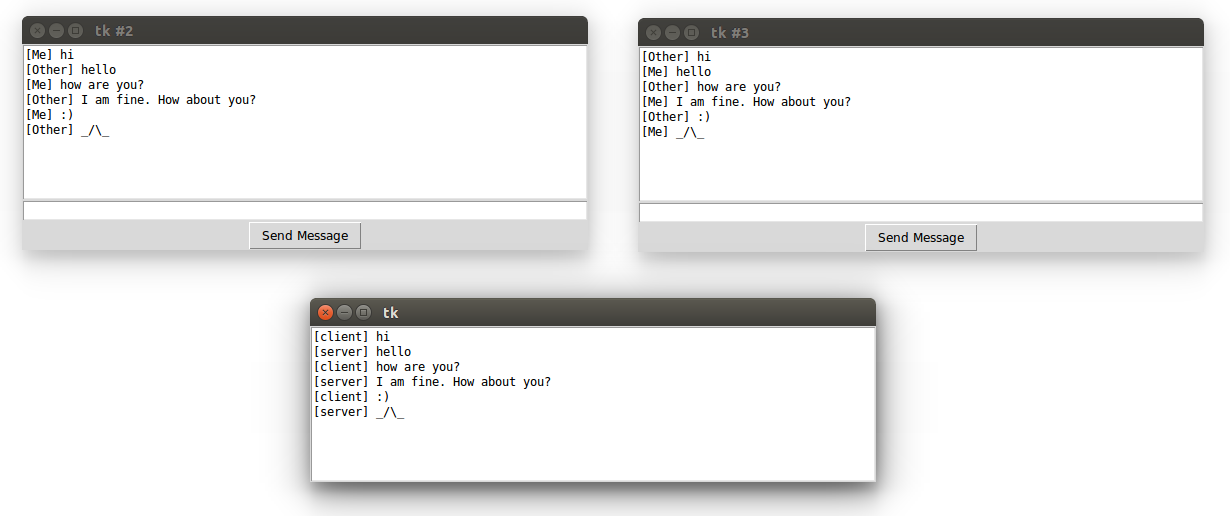 tk #2
[Me] hi
[Other] hello
[Me] how are you?
[Other] I am fine. How about you?
[Me] :)
[Other] _/\_
Send Message
tk #3
[Other] hi
[Me] hello
[Other] how are you?
[Me] I am fine. How about you?
[Other] :)
[Me] _/\_
Send Message
tk
[client] hi
[server] hello
[client] how are you?
[server] I am fine. How about you?
[client] :)
[server] _/\_